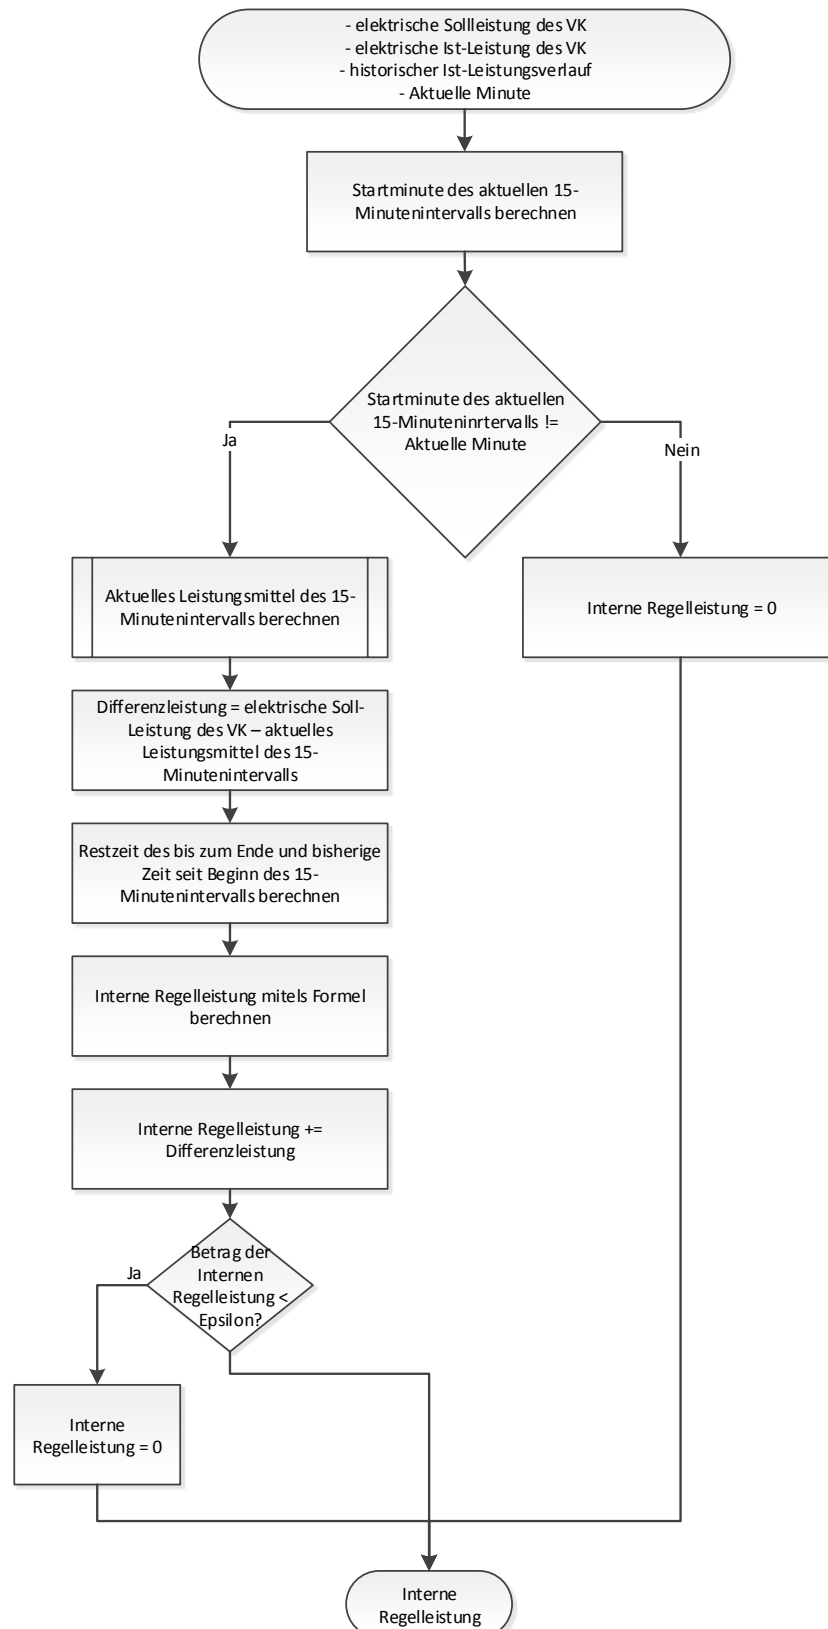 - elektrische Sollleistung des VK
- elektrische Ist-Leistung des VK
- historischer Ist-Leistungsverlauf
- Aktuelle Minute
Startminute des aktuellen 15-
Minutenintervalls berechnen
Startminute des aktuellen
15-Minuteninrtervalls !=
Aktuelle Minute
Ja
Nein
Aktuelles Leistungsmittel des 15-
Minutenintervalls berechnen
Interne Regelleistung = 0
Differenzleistung = elektrische Soll-
Leistung des VK – aktuelles
Leistungsmittel des 15-
Minutenintervalls
Restzeit des bis zum Ende und bisherige
Zeit seit Beginn des 15-
Minutenintervalls berechnen
Interne Regelleistung mitels Formel
berechnen
Interne Regelleistung +=
Differenzleistung
Betrag der
Internen
Regelleistung <
Epsilon?
Ja
Interne
Regelleistung = 0
Interne
Regelleistung